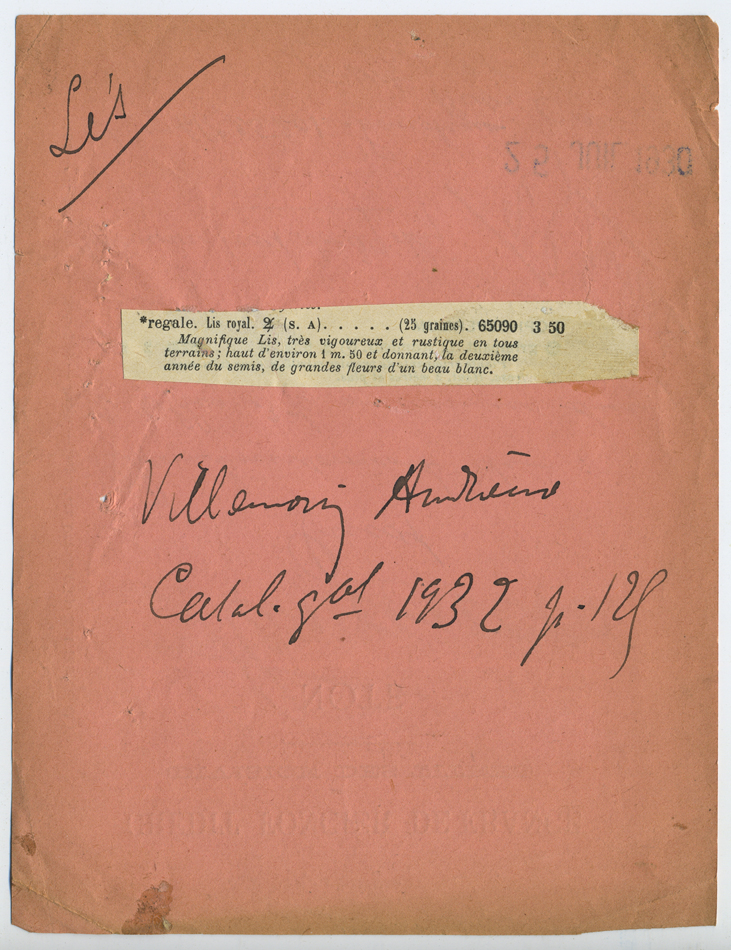 Lis
*regale. Lis royal. ♃ (S. A). . . . . (25 graines). 65090 3 50
Magnifique Lis, très vigoureux et rustique en tous
terrains ; haut d'environ 1 m. 50 et donnant, la deuxième
année du semis, de grandes fleurs d'un beau blanc.
Villemorin Andrieux
Catal. gal 1932 p. 129